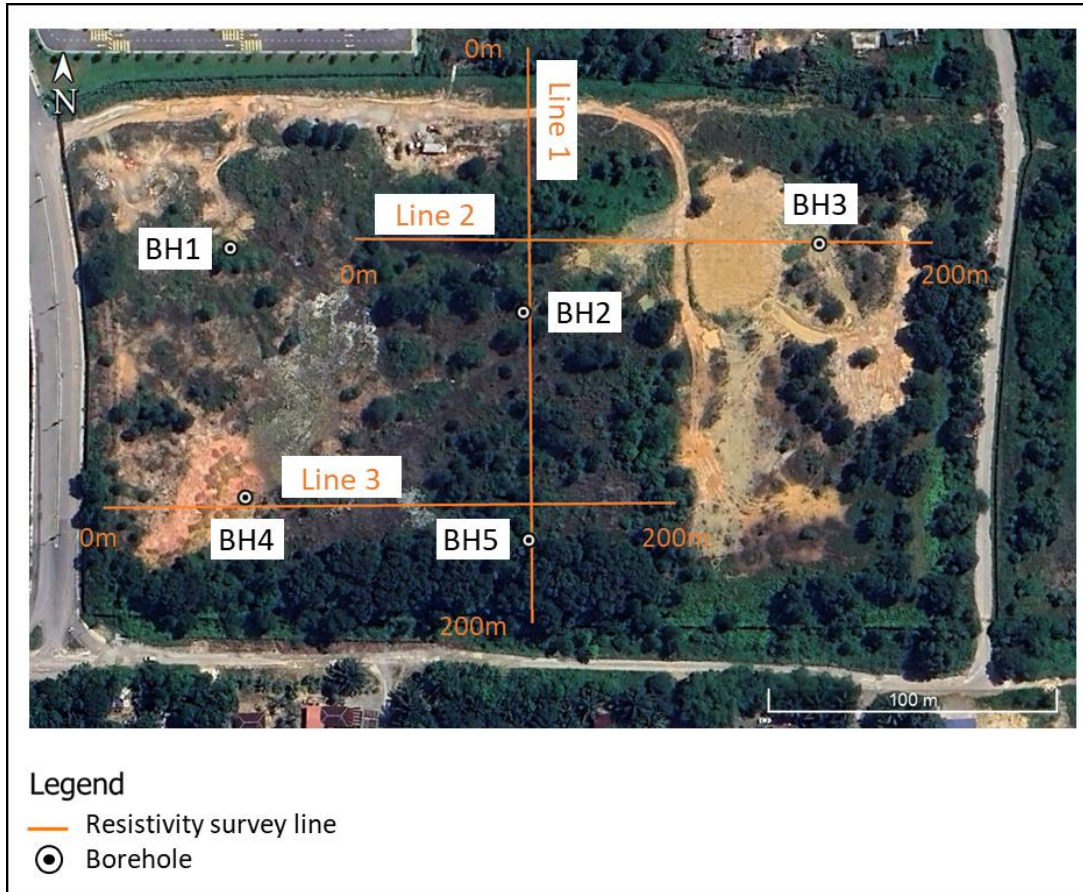 0m
N
Line 1
Line 2
BH3
BH1
0m
200m
BH2
Line 3
0m
BH4
BH5
200m
200m
100 m
Legend
Resistivity survey line
Borehole